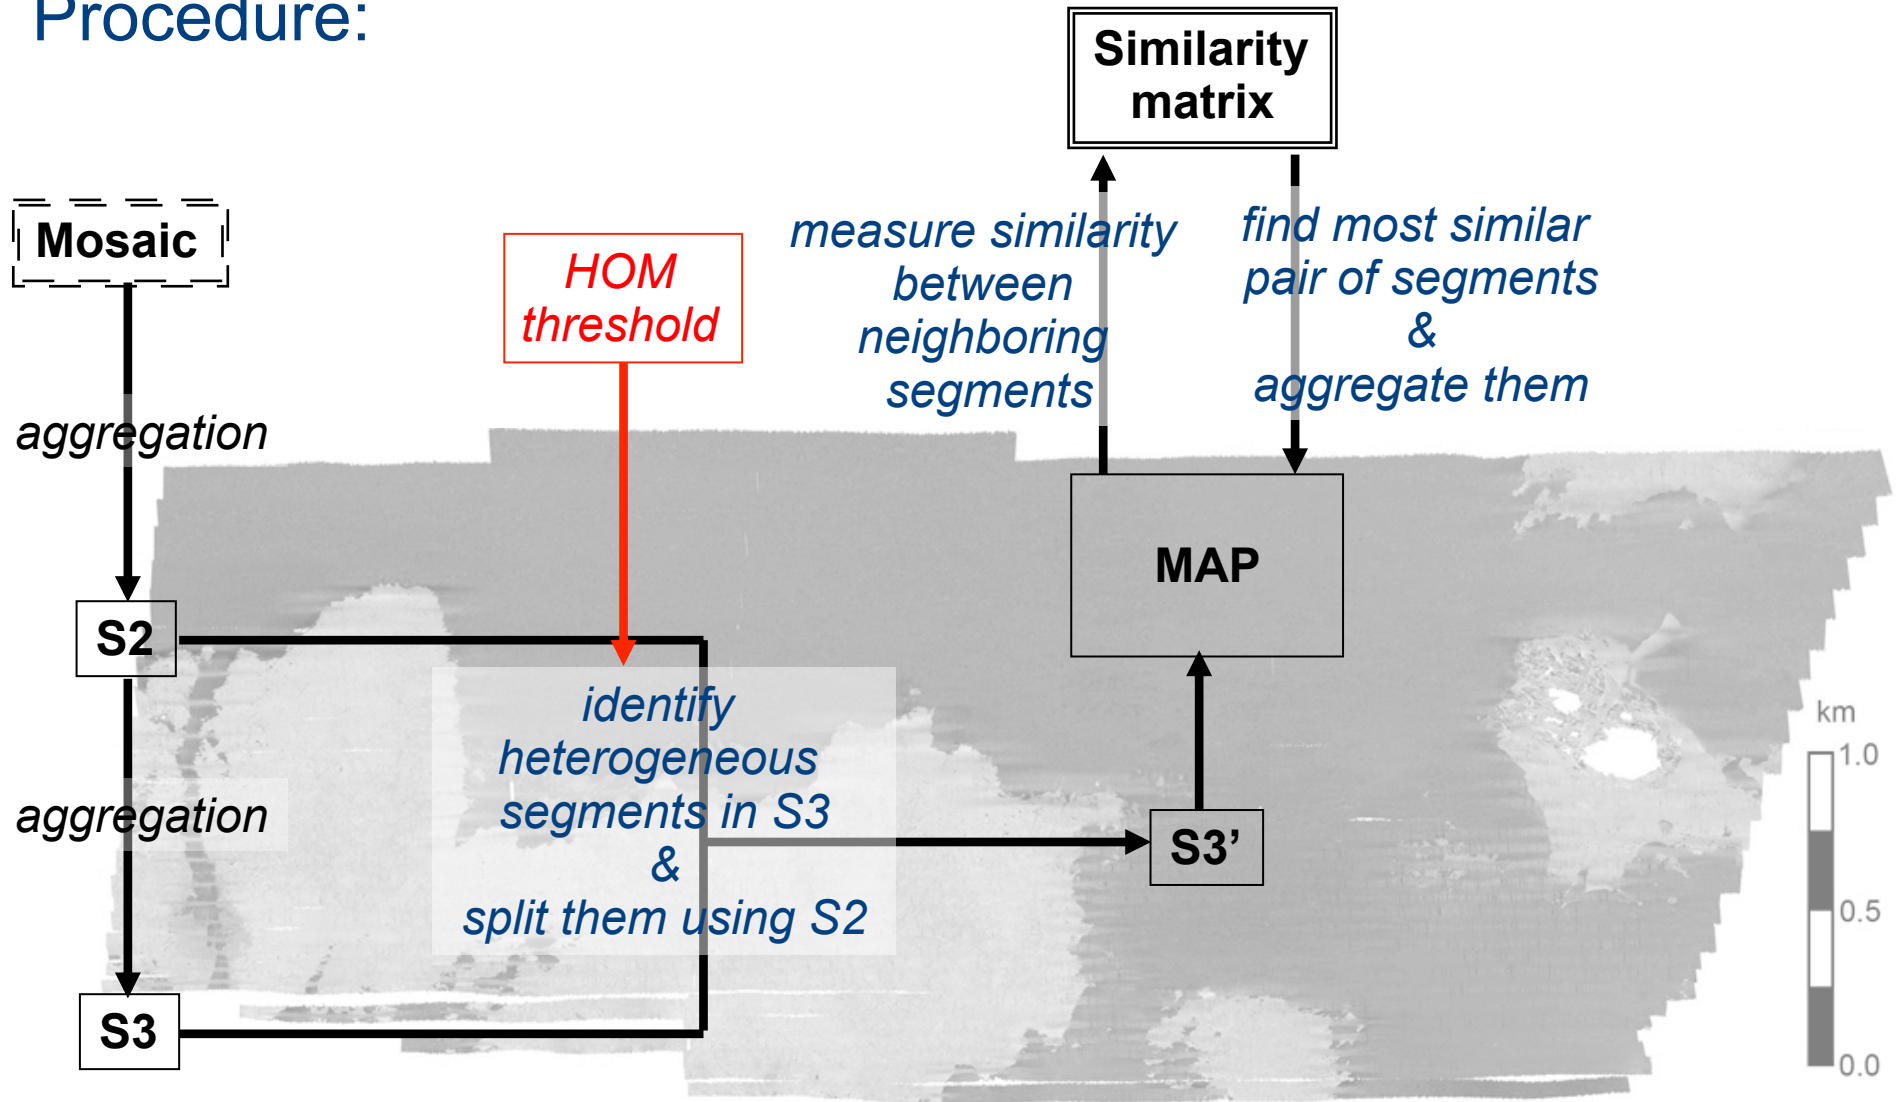 Procedure:
Similarity
matrix
Mosaic
HOM
threshold
measure similarity
between
neighboring
segments
find most similar
pair of segments
&
aggregate them
aggregation
MAP
S2
identify
heterogeneous
segments in S3
&
split them using S2
aggregation
S3’
S3
km
1.0
0.5
0.0